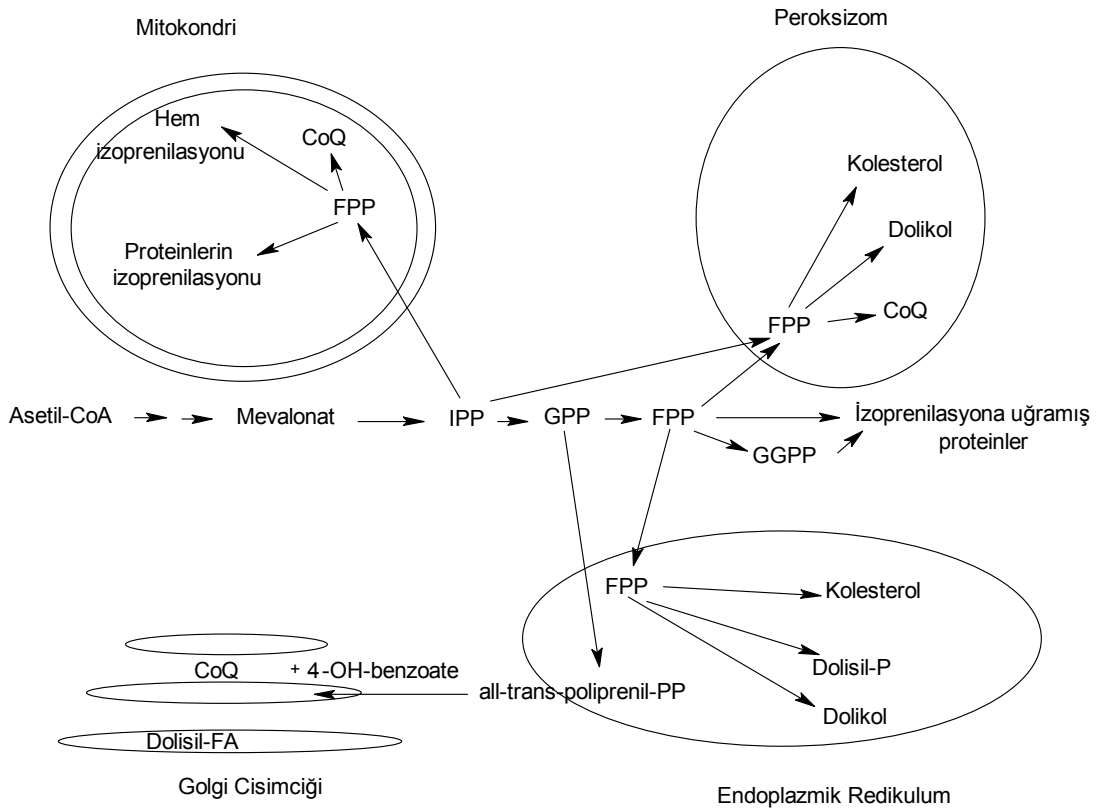 Mitokondri
Peroksizom
Hem
izoprenilasyonu
CoQ
FPP
Proteinlerin
izoprenilasyonu
Kolesterol
Dolikol
CoQ
FPP
Asetil-CoA
Mevalonat
IPP
GPP
FPP
İzoprenilasyona uğramış
proteinler
GGPP
FPP
Kolesterol
Dolisil-P
Dolikol
all-trans-poliprenil-PP
CoQ
+ 4-OH-benzoate
Dolisil-FA
Golgi Cisimciği
Endoplazmik Redikulum